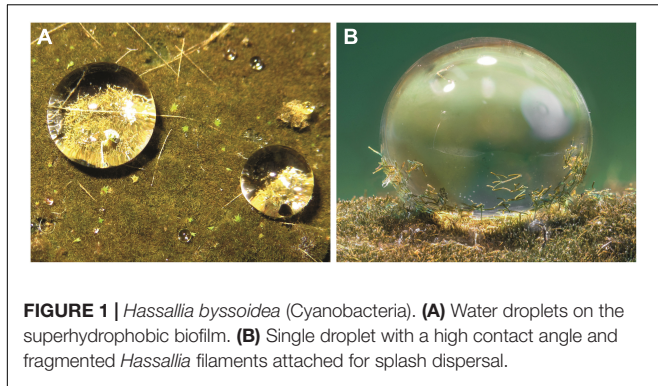 A
B
FIGURE 1 | Hassallia byssoidea (Cyanobacteria). (A) Water droplets on the
superhydrophobic biofilm. (B) Single droplet with a high contact angle and
fragmented Hassallia filaments attached for splash dispersal.